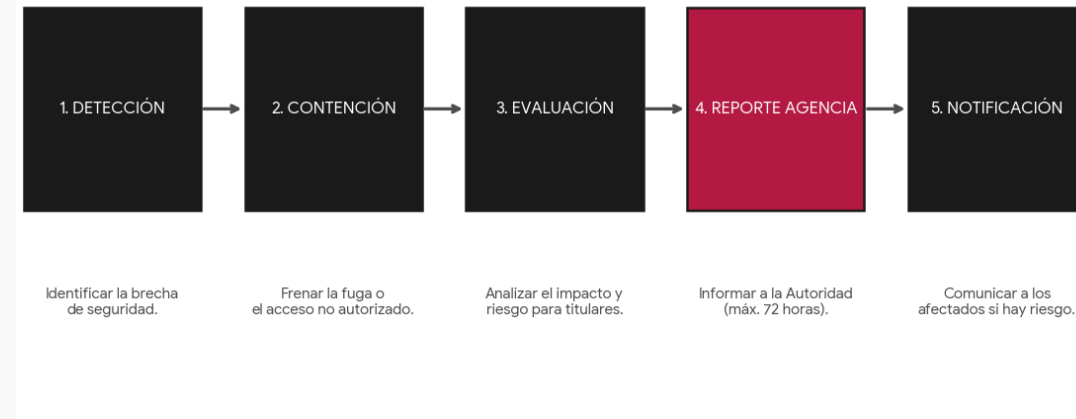 1. DETECCIÓN
2. CONTENCIÓN
3. EVALUACIÓN
4. REPORTE AGENCIA
5. NOTIFICACIÓN
Identificar la brecha
de seguridad.
Frenar la fuga o
el acceso no autorizado.
Analizar el impacto y
riesgo para titulares.
Informar a la Autoridad
(máx. 72 horas).
Comunicar a los
afectados si hay riesgo.